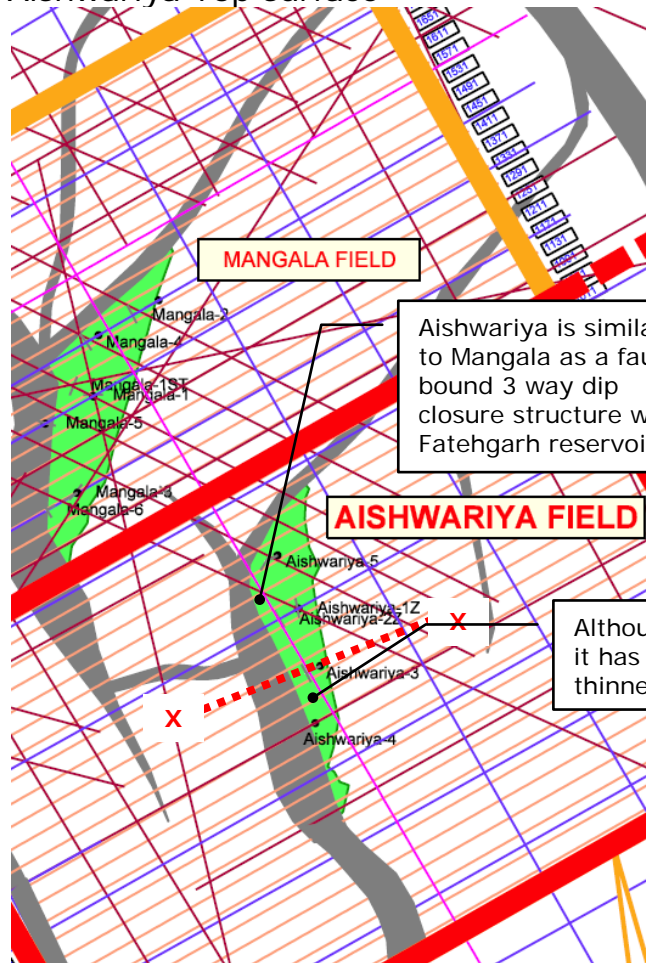 Aishwariya Top surface
1651
1611
1571
1531
1491
1451
1411
1371
1331
1291
1251
1211
1131
MANGALA FIELD
Mangala-2
Mangala-4
Mangala-1ST
Mangala-1
Mangala-5
Mangala-3
Mangala-6
Aishwariya is simila
to Mangala as a fau
bound 3 way dip
closure structure w
Fatehgarh reservoi
AISHWARIYA FIELD
Aishwariya-5
Aishwariya-1Z
Aishwariya-2Z
X
Aishwariya-3
X
Aishwariya-4
Althou
it has
thinne